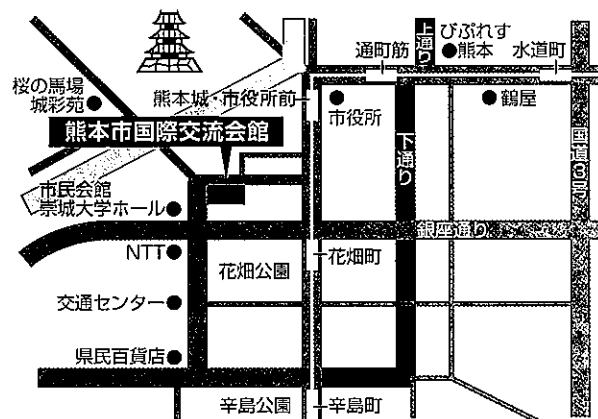 上通り
びぷれす
熊本
通町筋
水道町
桜の馬場
城彩苑
熊本城・市役所前
市役所
鶴屋
熊本市国際交流会館
下通り
国道3号
市民会館
崇城大学ホール
銀座通り
NTT
花畑公園
花畑町
交通センター
県民百貨店
辛島公園
辛島町